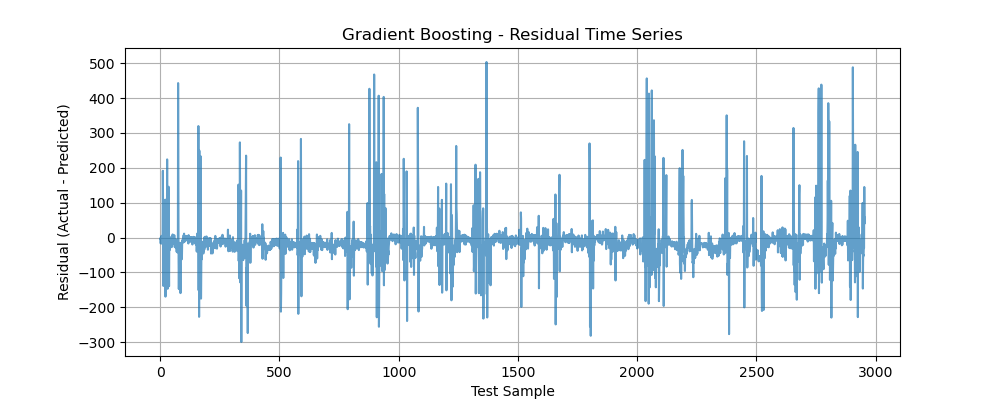 Gradient Boosting - Residual Time Series
Residual (Actual - Predicted)
500
400
300
200
100
0
−100
−200
−300
0 500 1000 1500 2000 2500 3000
Test Sample